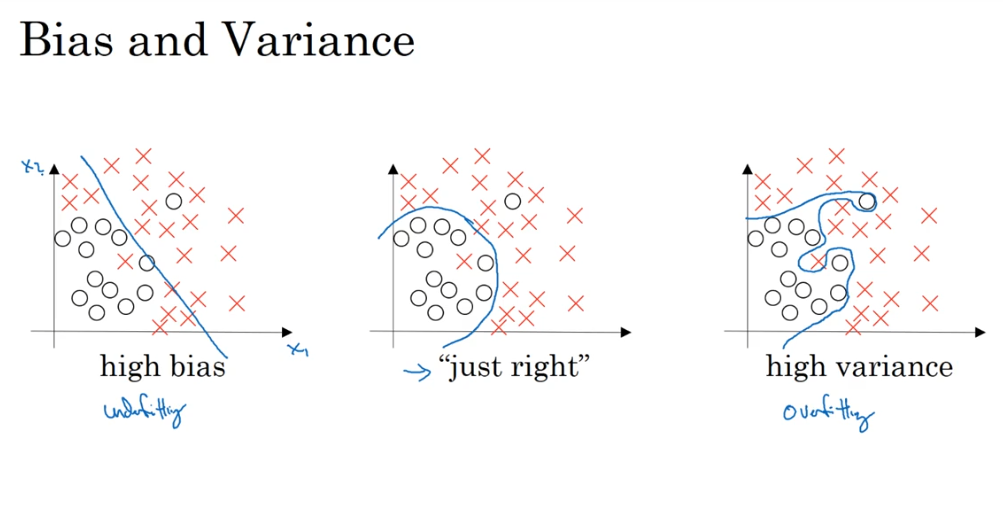 Bias and Variance
x₂
x₁
high bias
→ "just right"
high variance
underfitting
overfitting